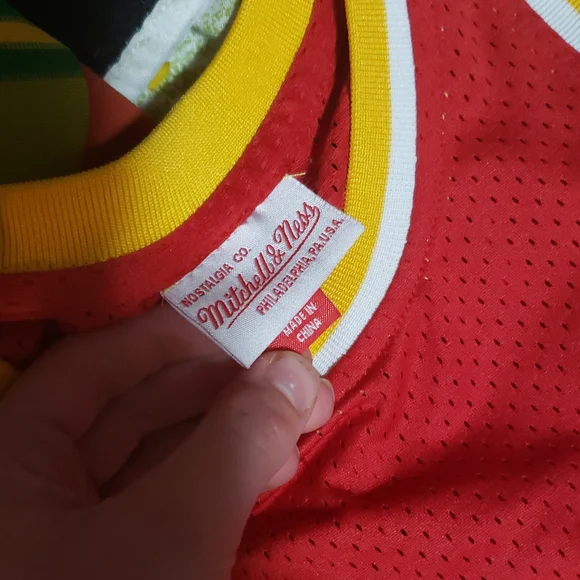 NOSTALGIA CO.
Mitchell & Ness
PHILADELPHIA, PA. U.S.A.
MADE IN
CHINA